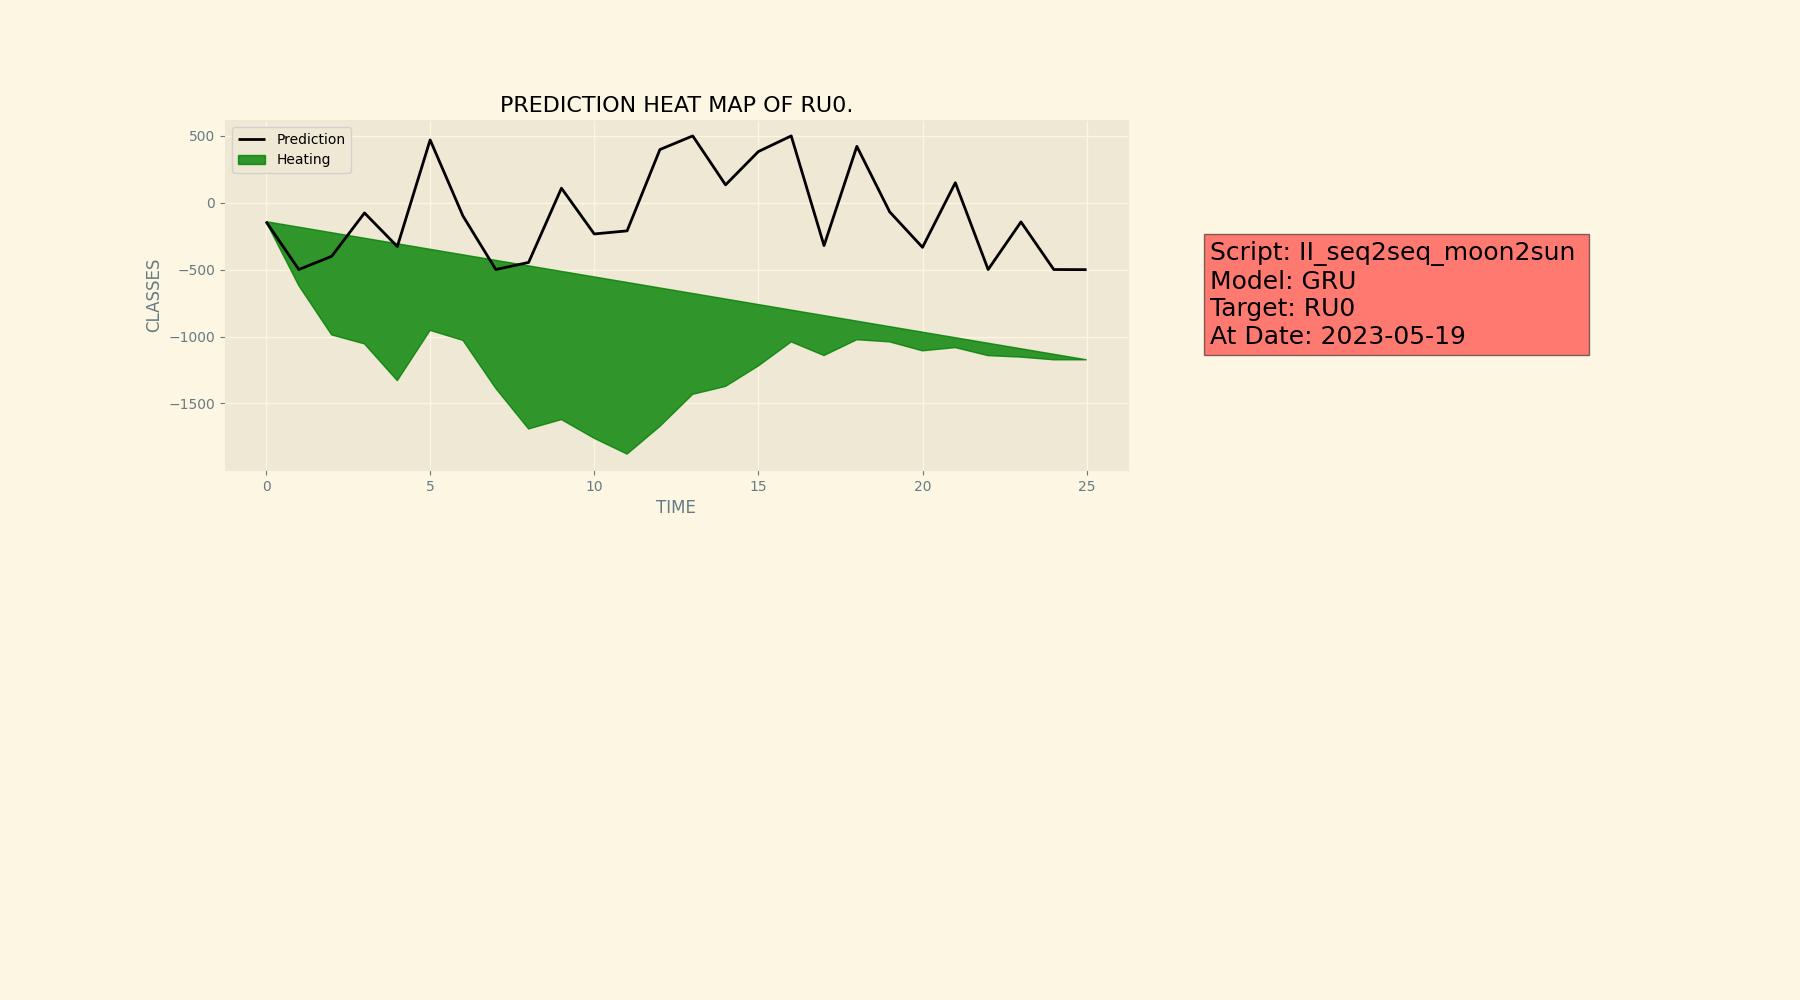 PREDICTION HEAT MAP OF RU0.
Prediction
Heating
500
0
−500
−1000
−1500
CLASSES
0 5 10 15 20 25
TIME
Script: II_seq2seq_moon2sun
Model: GRU
Target: RU0
At Date: 2023-05-19